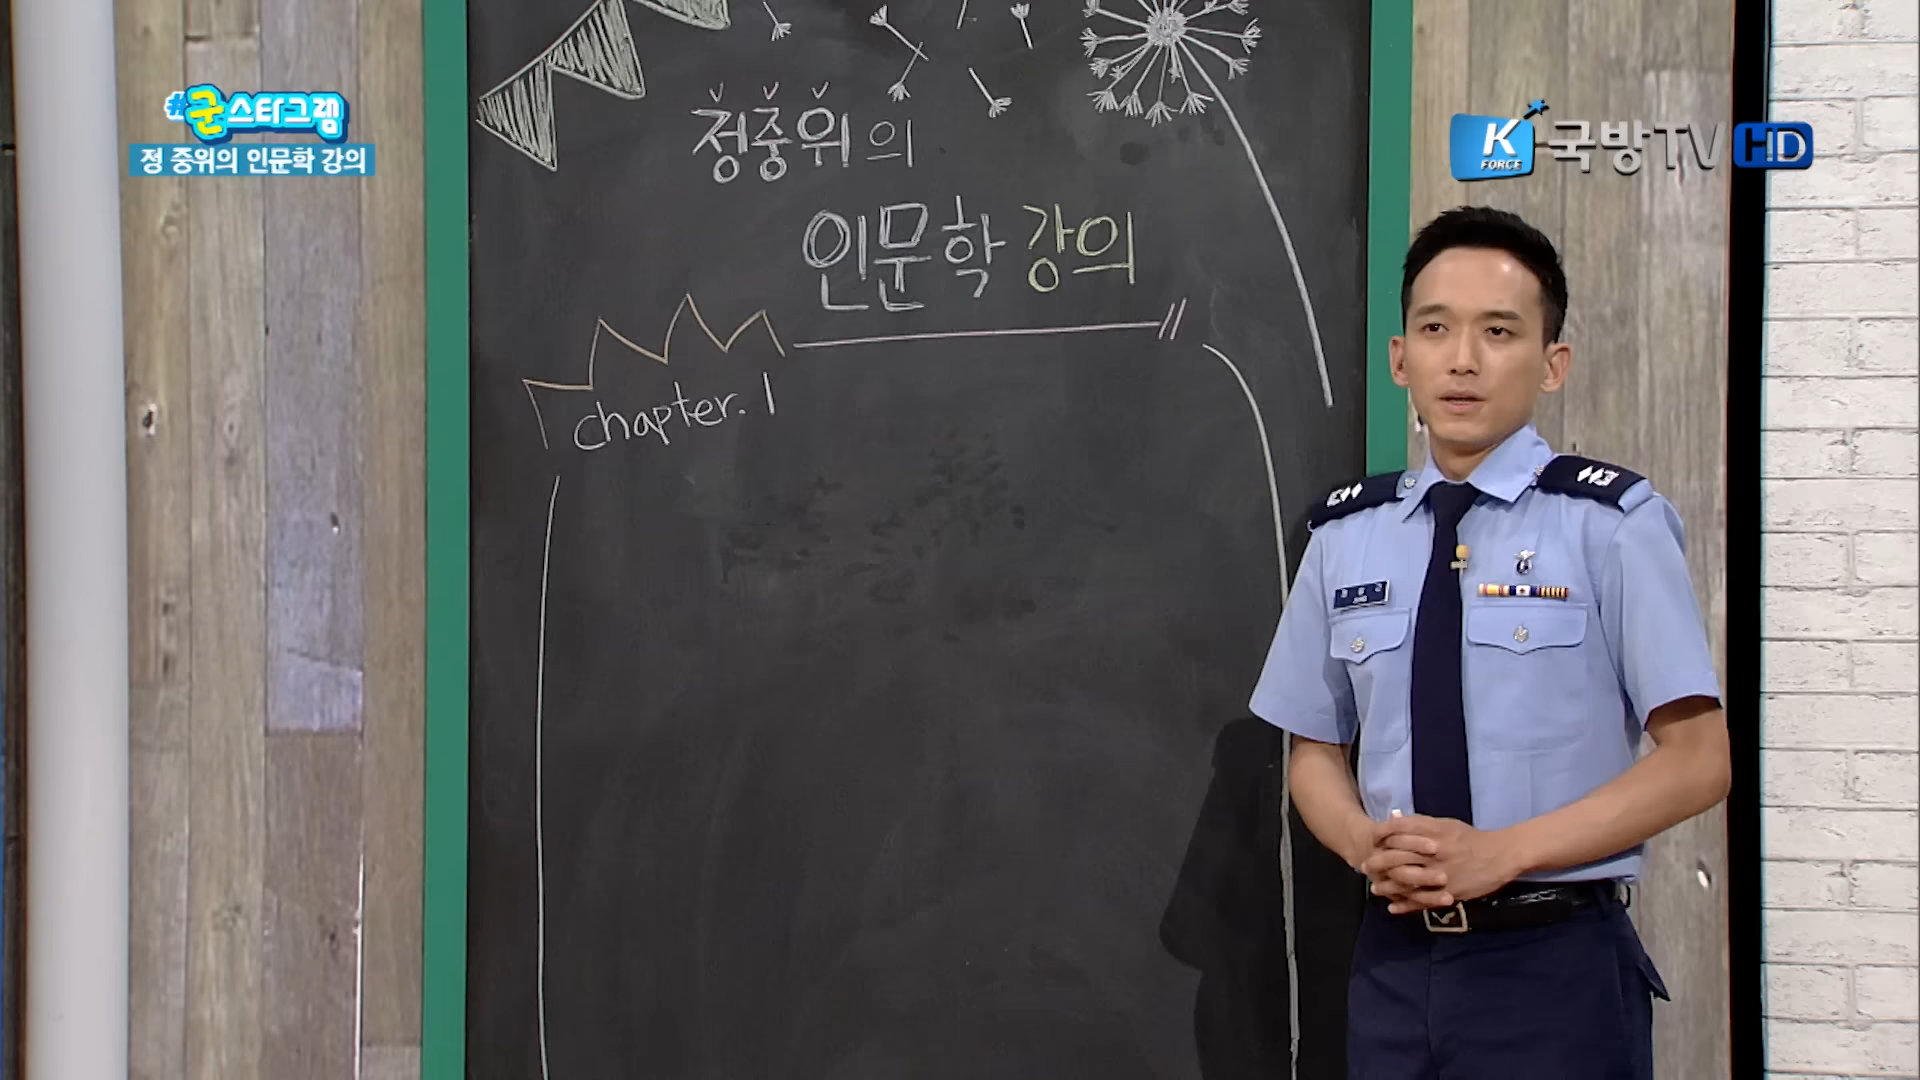 #군스타그램
정 중위의 인문학 강의
K FORCE 국방TV HD
정중위의
인문학 강의
chapter. 1